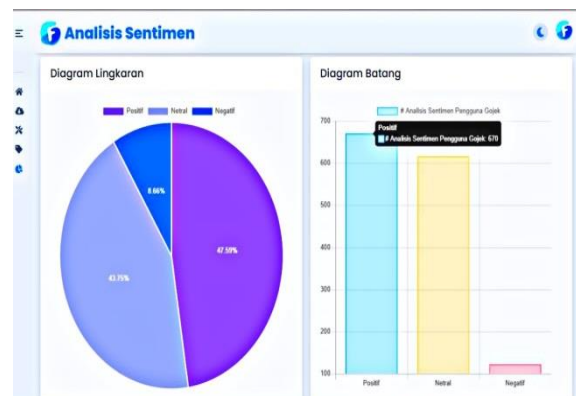 Analisis Sentimen
Diagram Lingkaran
Positif Netral Negatif
8.66%
47.59%
43.75%
Diagram Batang
# Analisis Sentimen Pengguna Gojek
700
Positif
# Analisis Sentimen Pengguna Gojek: 670
600
500
400
300
200
100
Positif Netral Negatif